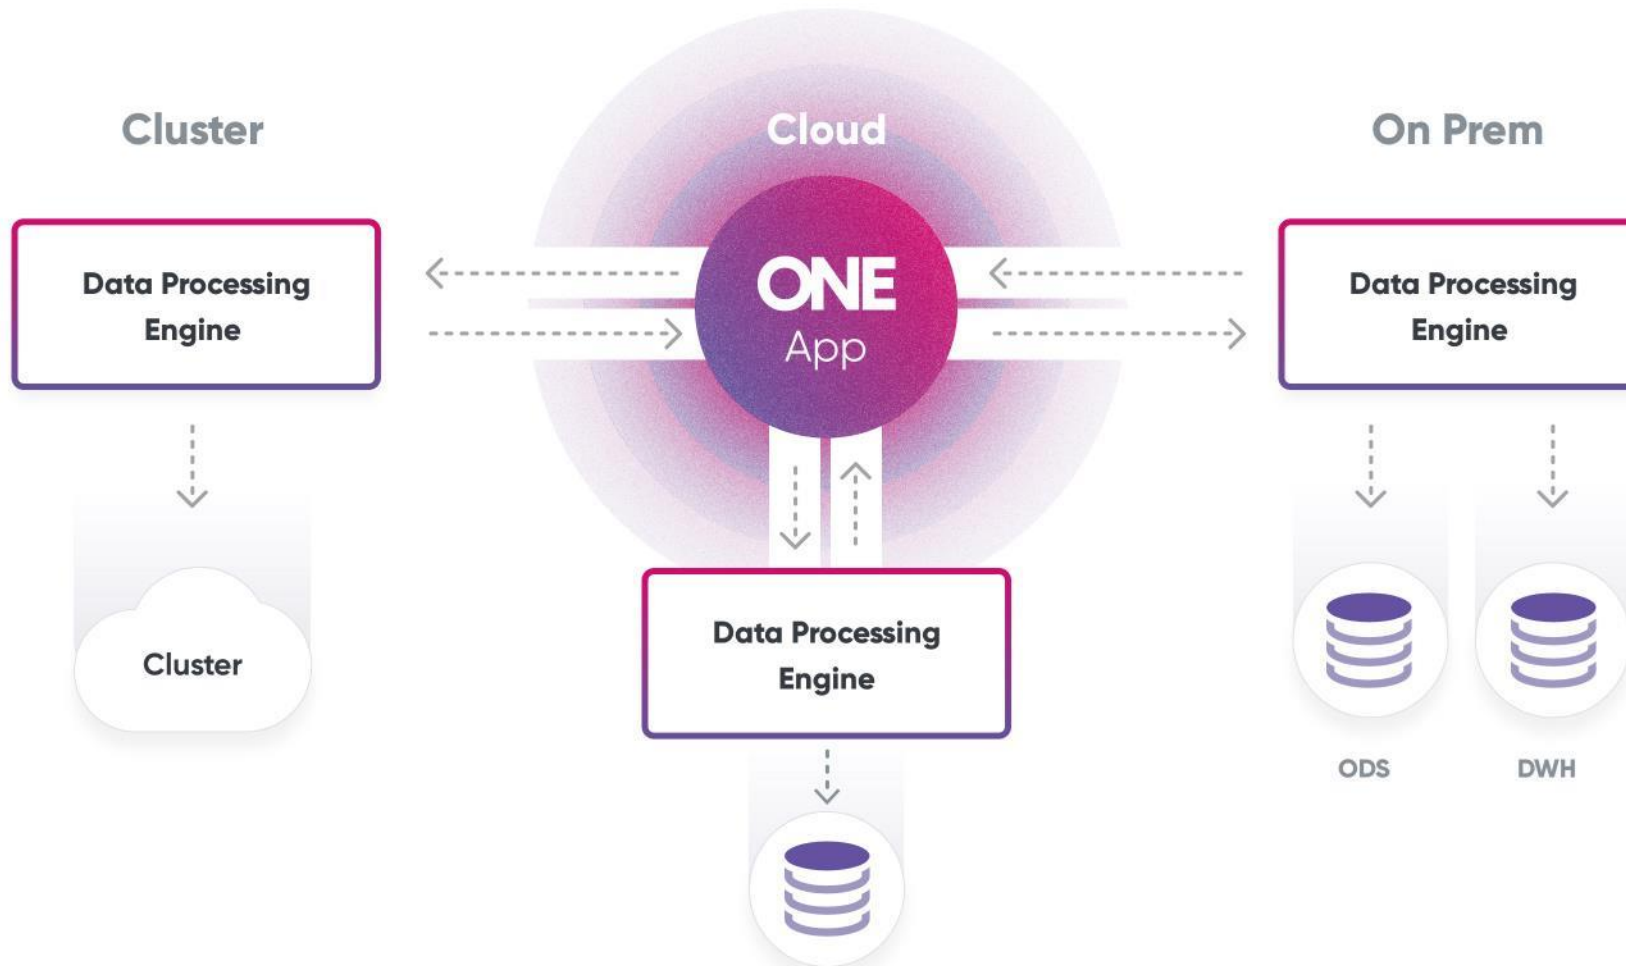 Cluster
Cloud
On Prem
Data Processing
Engine
ONE
App
Data Processing
Engine
Data Processing
Engine
Cluster
ODS
DWH